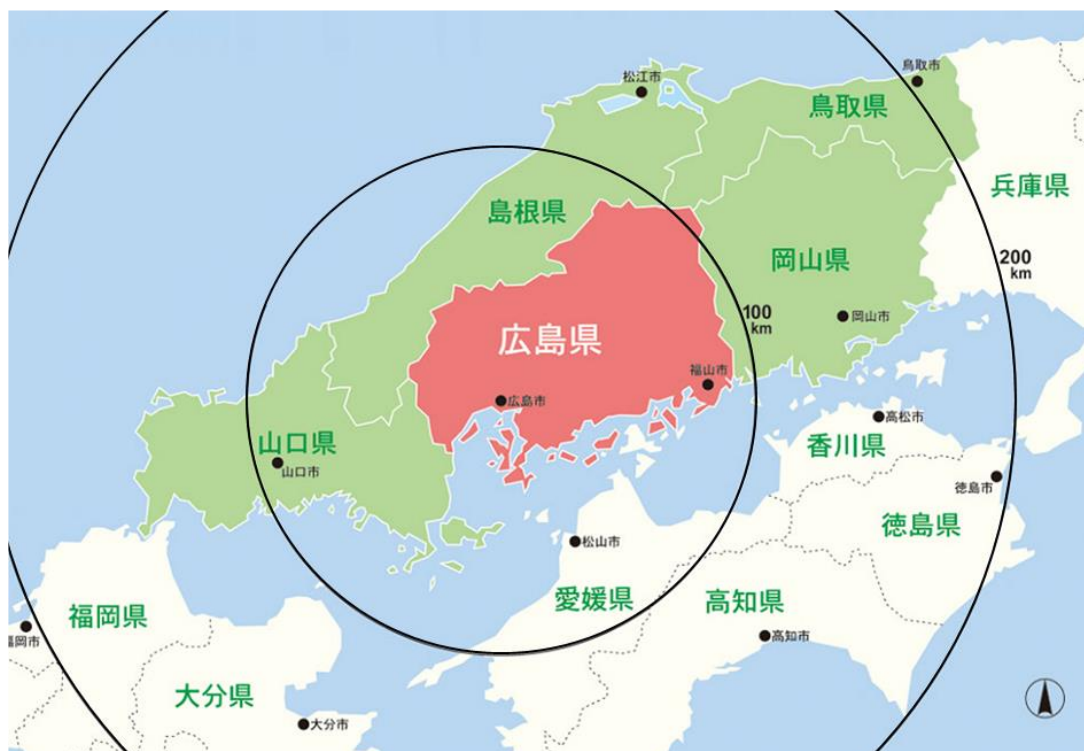 鳥取市
松江市
鳥取県
兵庫県
島根県
岡山県
200
km
100
km
岡山市
広島県
福山市
広島市
高松市
香川県
山口県
山口市
徳島市
徳島県
松山市
愛媛県
高知県
福岡県
福岡市
高知市
大分県
大分市